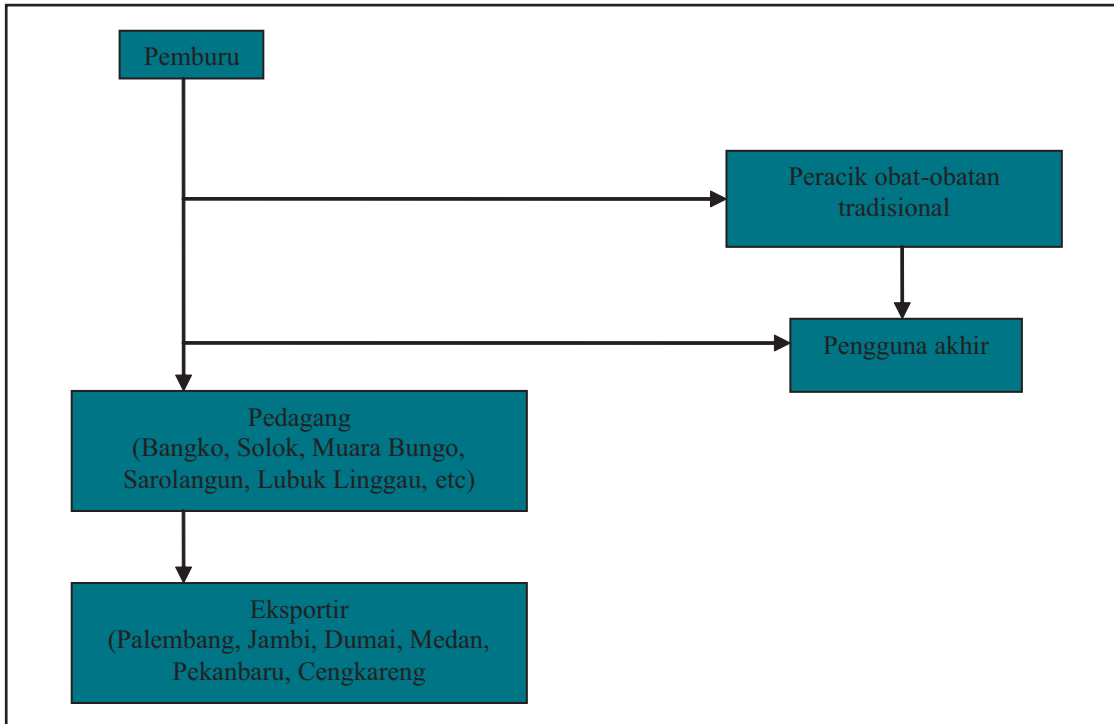 Pemburu
Peracik obat-obatan
tradisional
Pengguna akhir
Pedagang
(Bangko, Solok, Muara Bungo,
Sarolangun, Lubuk Linggau, etc)
Eksportir
(Palembang, Jambi, Dumai, Medan,
Pekanbaru, Cengkareng